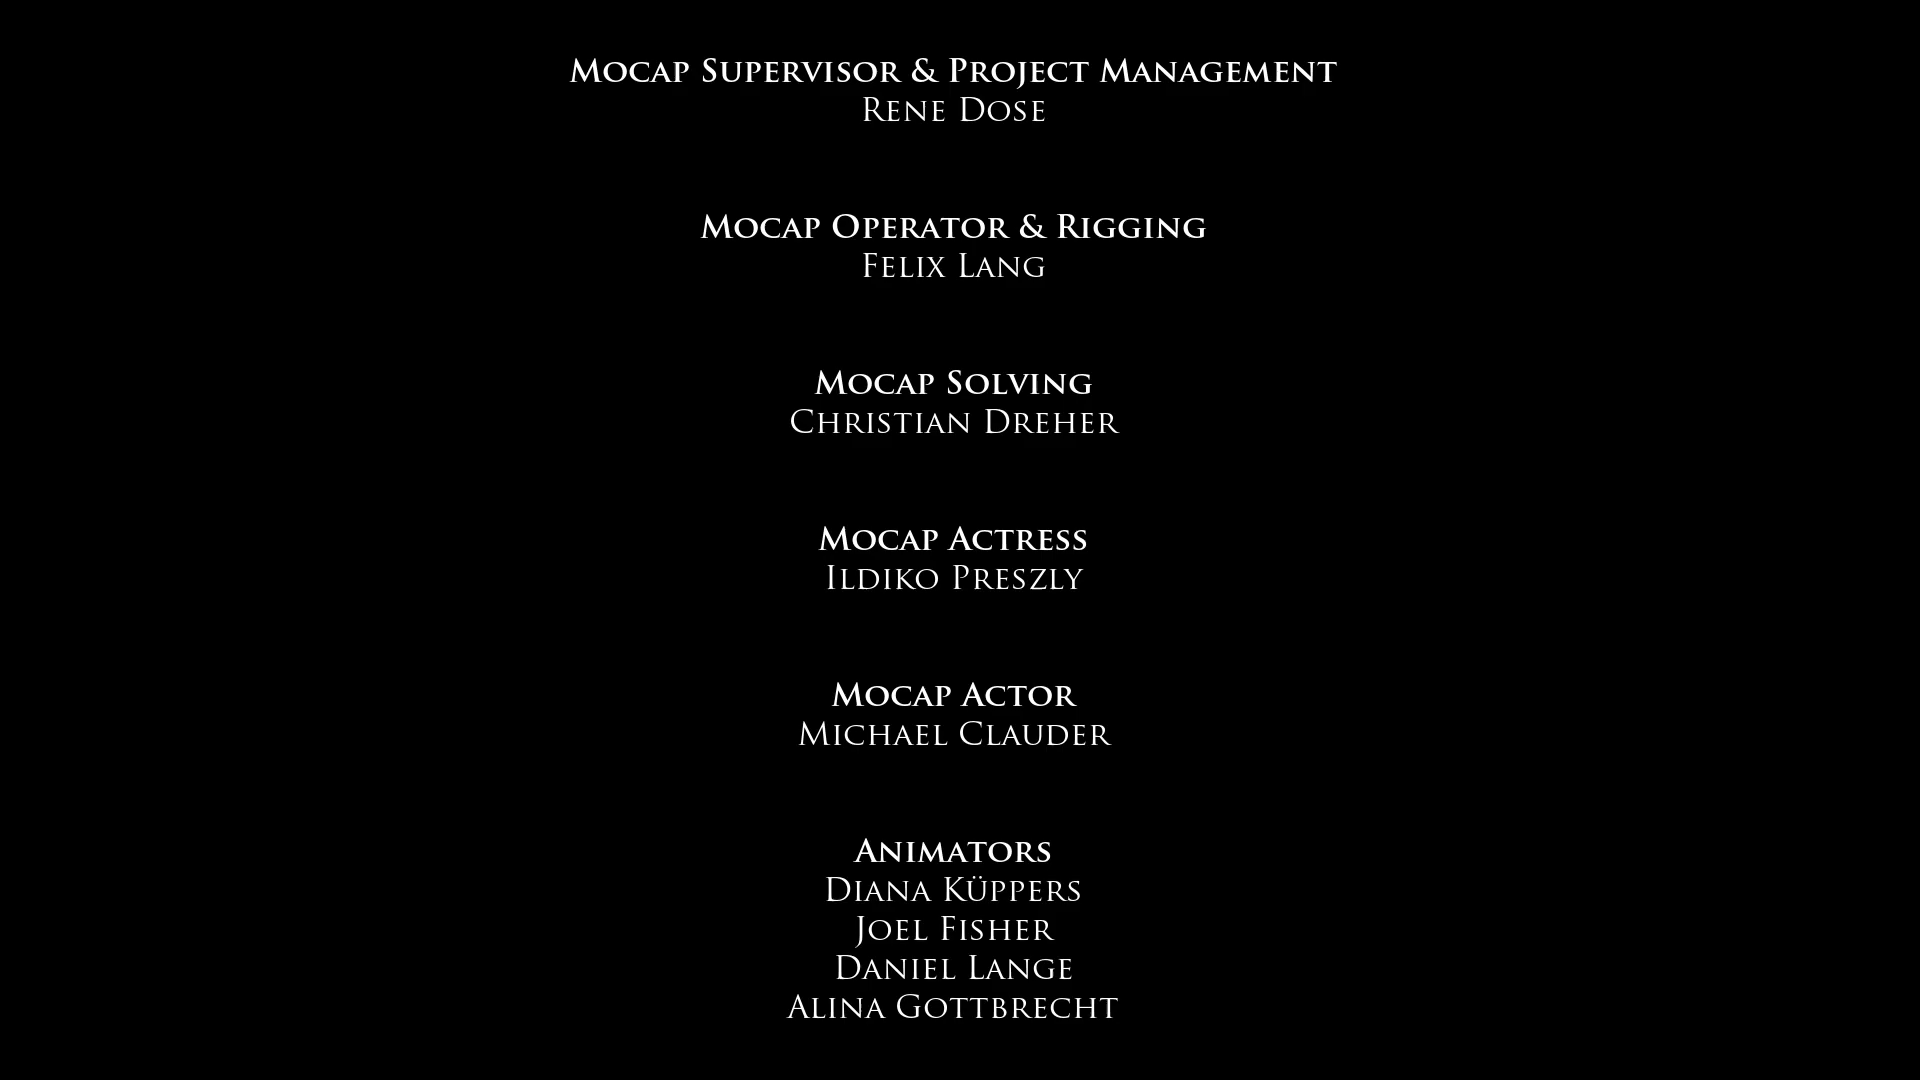 Mocap Supervisor & Project Management
Rene Dose
Mocap Operator & Rigging
Felix Lang
Mocap Solving
Christian Dreher
Mocap Actress
Ildiko Preszly
Mocap Actor
Michael Clauder
Animators
Diana Küppers
Joel Fisher
Daniel Lange
Alina Gottbrecht